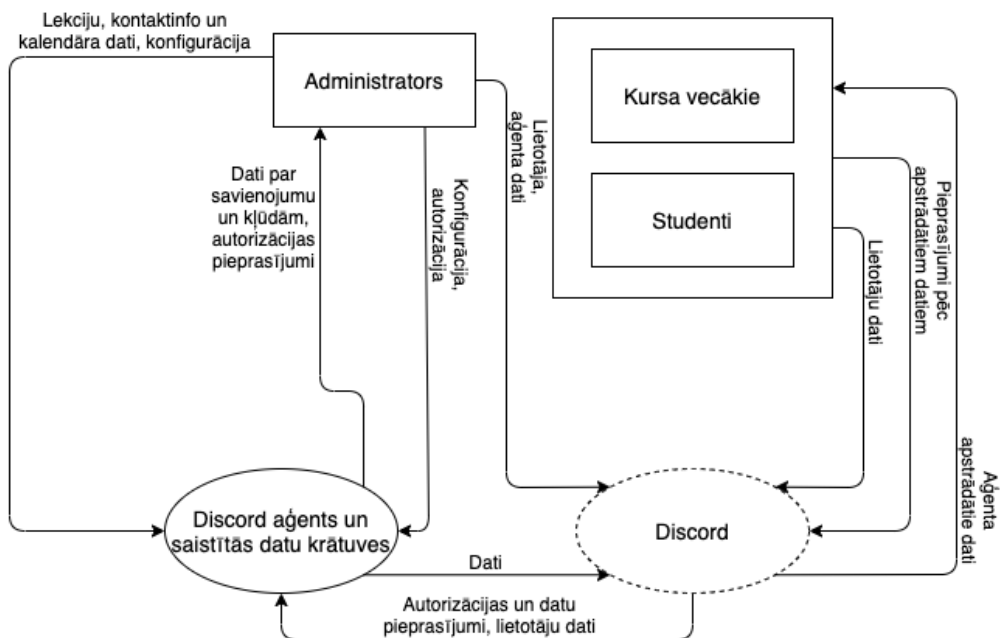 Lekciju, kontaktinfo un
kalendāra dati, konfigurācija
Administrators
Kursa vecākie
Studenti
Lietotāja,
aģenta dati
Dati par
savienojumu
un kļūdām,
autorizācijas
pieprasījumi
Konfigurācija,
autorizācija
Pieprasījumi pēc
apstrādātiem datiem
Lietotāju dati
Aģenta
apstrādātie dati
Discord aģents un
saistītās datu krātuves
Discord
Dati
Autorizācijas un datu
pieprasījumi, lietotāju dati